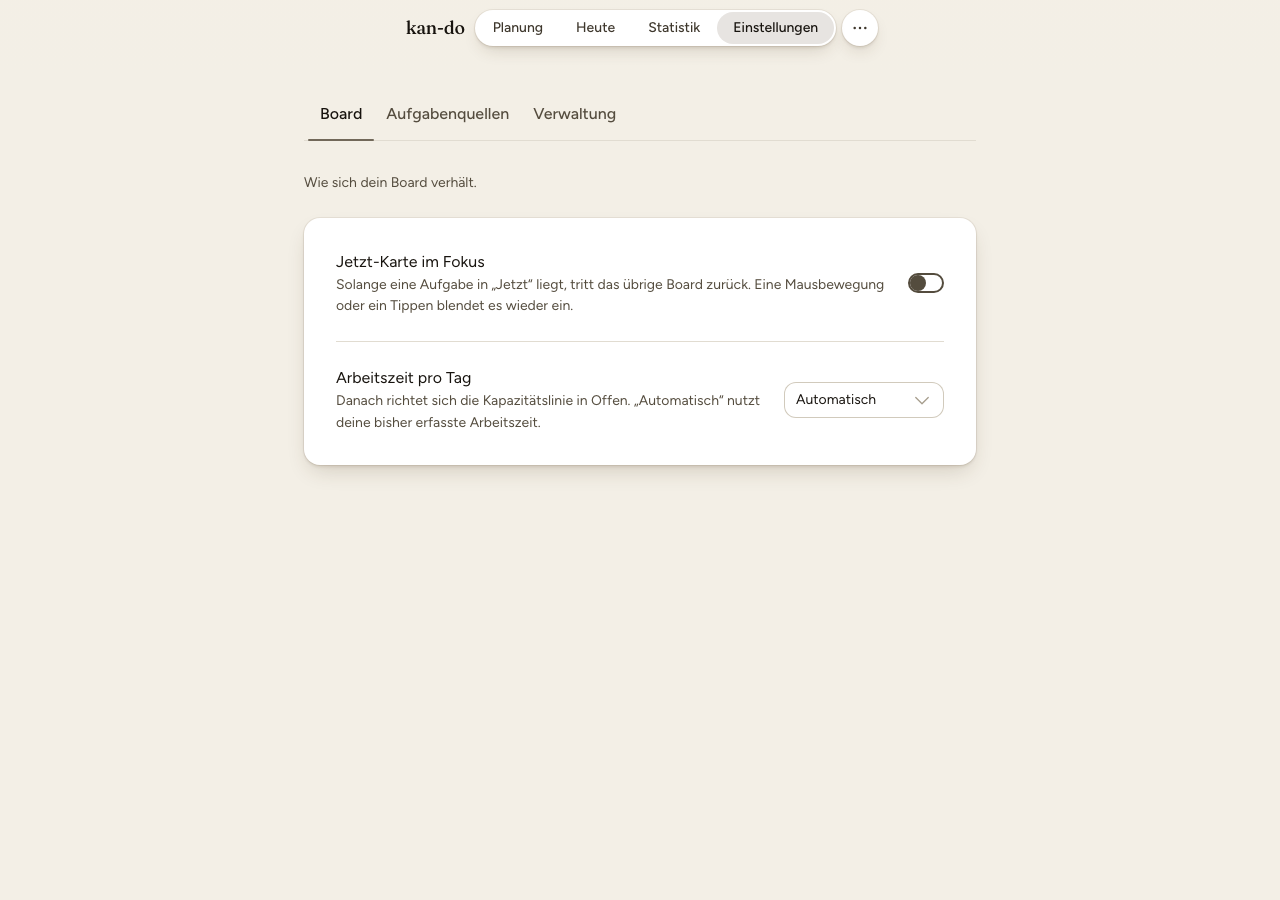 kan-do
Planung
Heute
Statistik
Einstellungen
Board
Aufgabenquellen
Verwaltung
Wie sich dein Board verhält.
Jetzt-Karte im Fokus
Solange eine Aufgabe in „Jetzt“ liegt, tritt das übrige Board zurück. Eine Mausbewegung
oder ein Tippen blendet es wieder ein.
Arbeitszeit pro Tag
Danach richtet sich die Kapazitätslinie in Offen. „Automatisch“ nutzt
deine bisher erfasste Arbeitszeit.
Automatisch